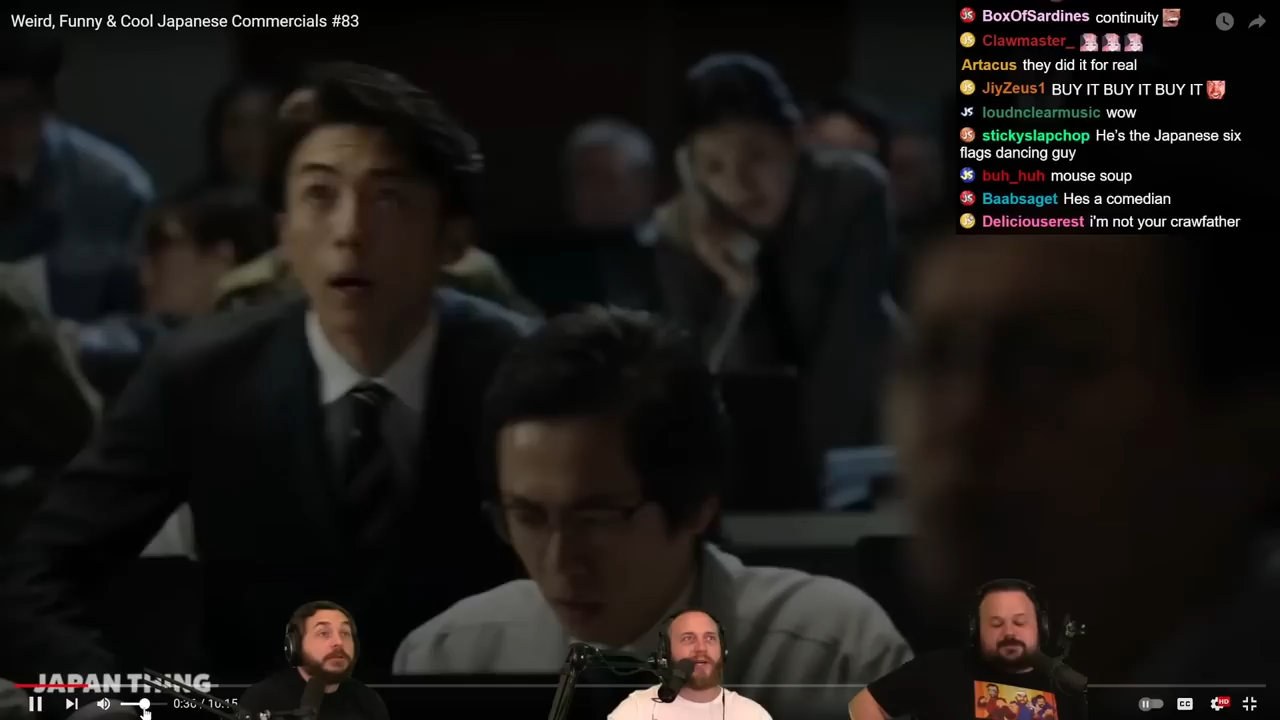 Weird, Funny & Cool Japanese Commercials #83
BoxOfSardines continuity
Clawmaster_
Artacus they did it for real
JiyZeus1 BUY IT BUY IT BUY IT
loudnclearmusic wow
stickyslapchop He's the Japanese six
flags dancing guy
buh_huh mouse soup
Baabsaget Hes a comedian
Deliciouserest i'm not your crawfather
JAPAN THING
0:30 / 10:15
CC
HD